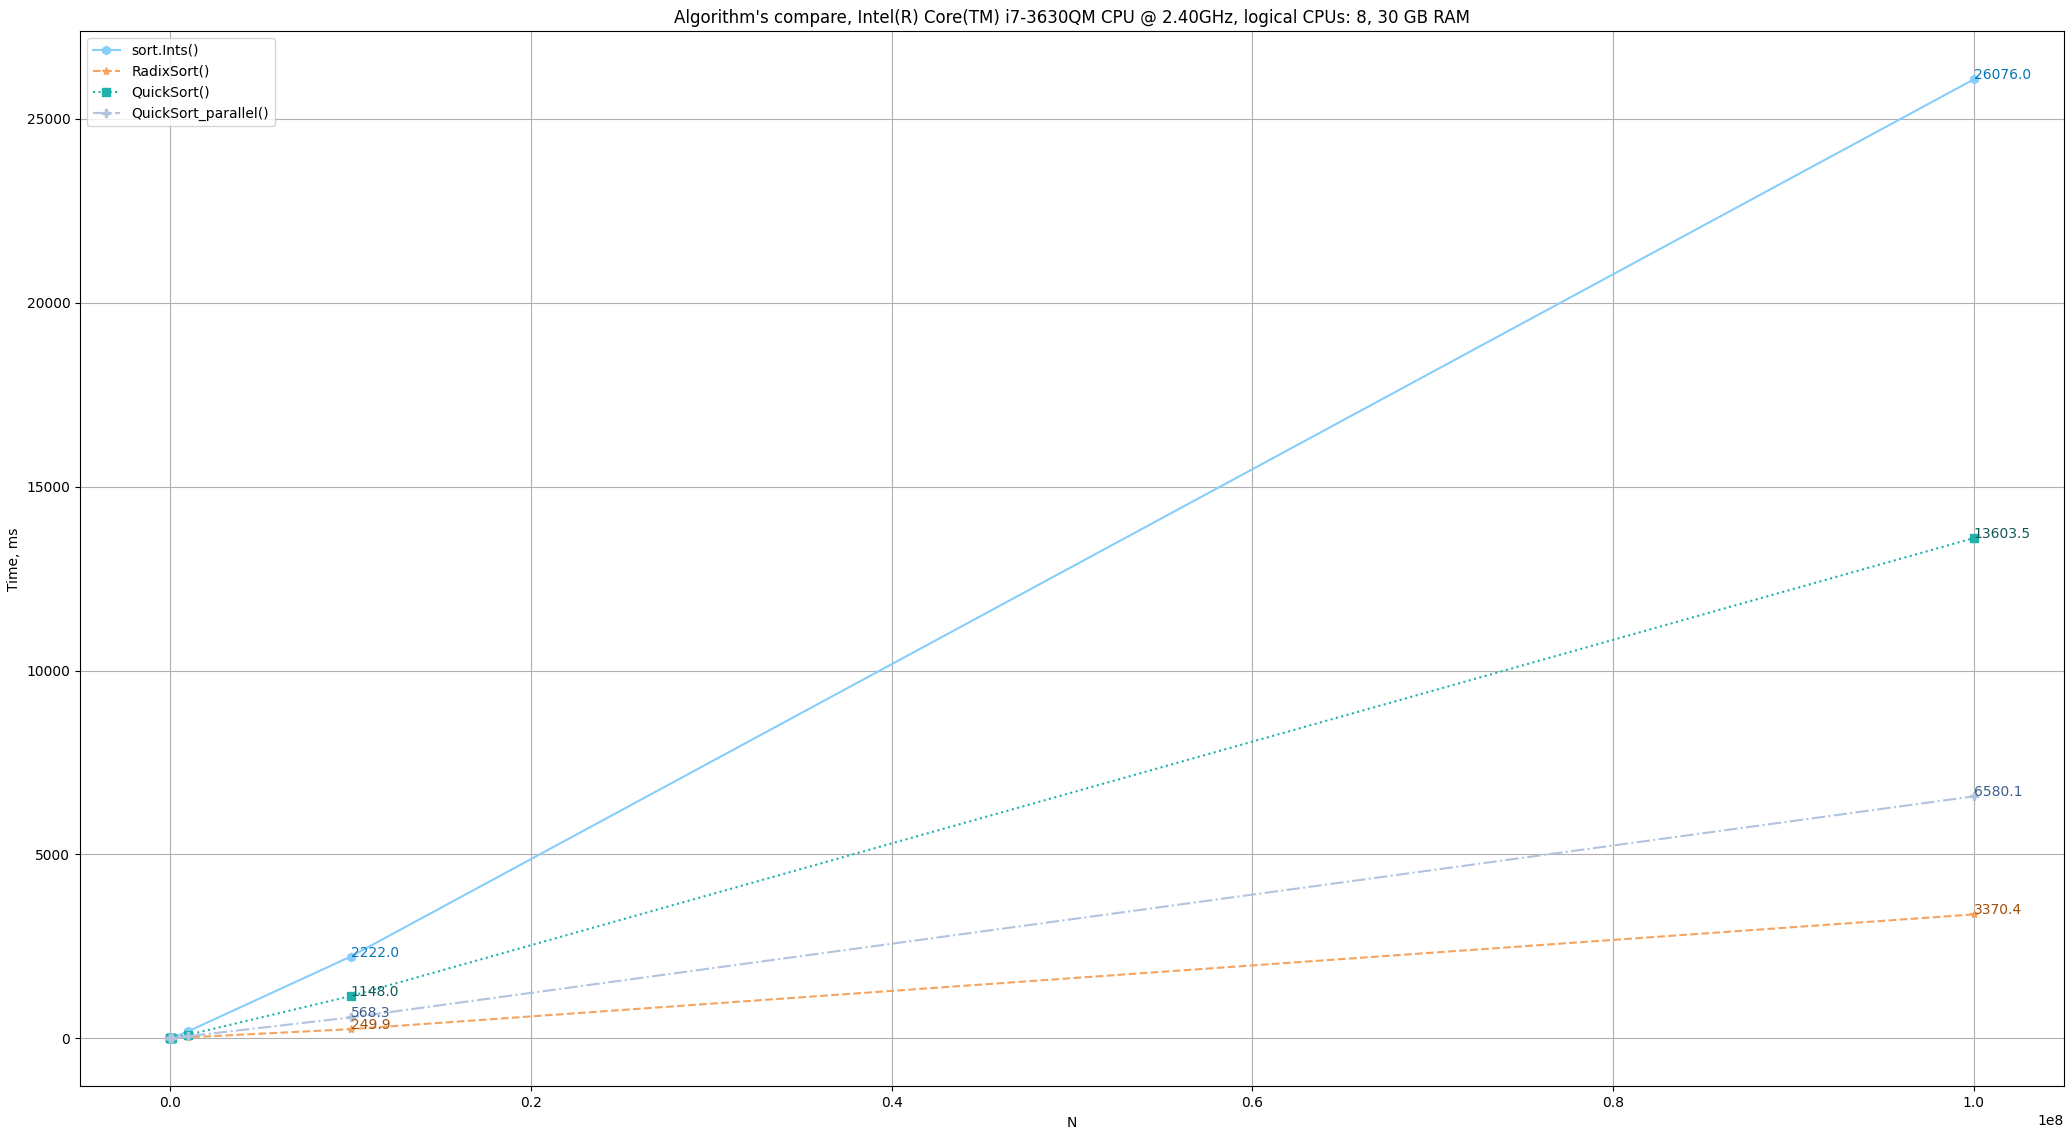 Algorithm's compare, Intel(R) Core(TM) i7-3630QM CPU @ 2.40GHz, logical CPUs: 8, 30 GB RAM
sort.Ints()
RadixSort()
QuickSort()
QuickSort_parallel()
26076.0
25000
20000
15000
13603.5
10000
6580.1
5000
3370.4
2222.0
1148.0
568.3
249.9
0
Time, ms
0.0 0.2 0.4 0.6 0.8 1.0
N
1e8